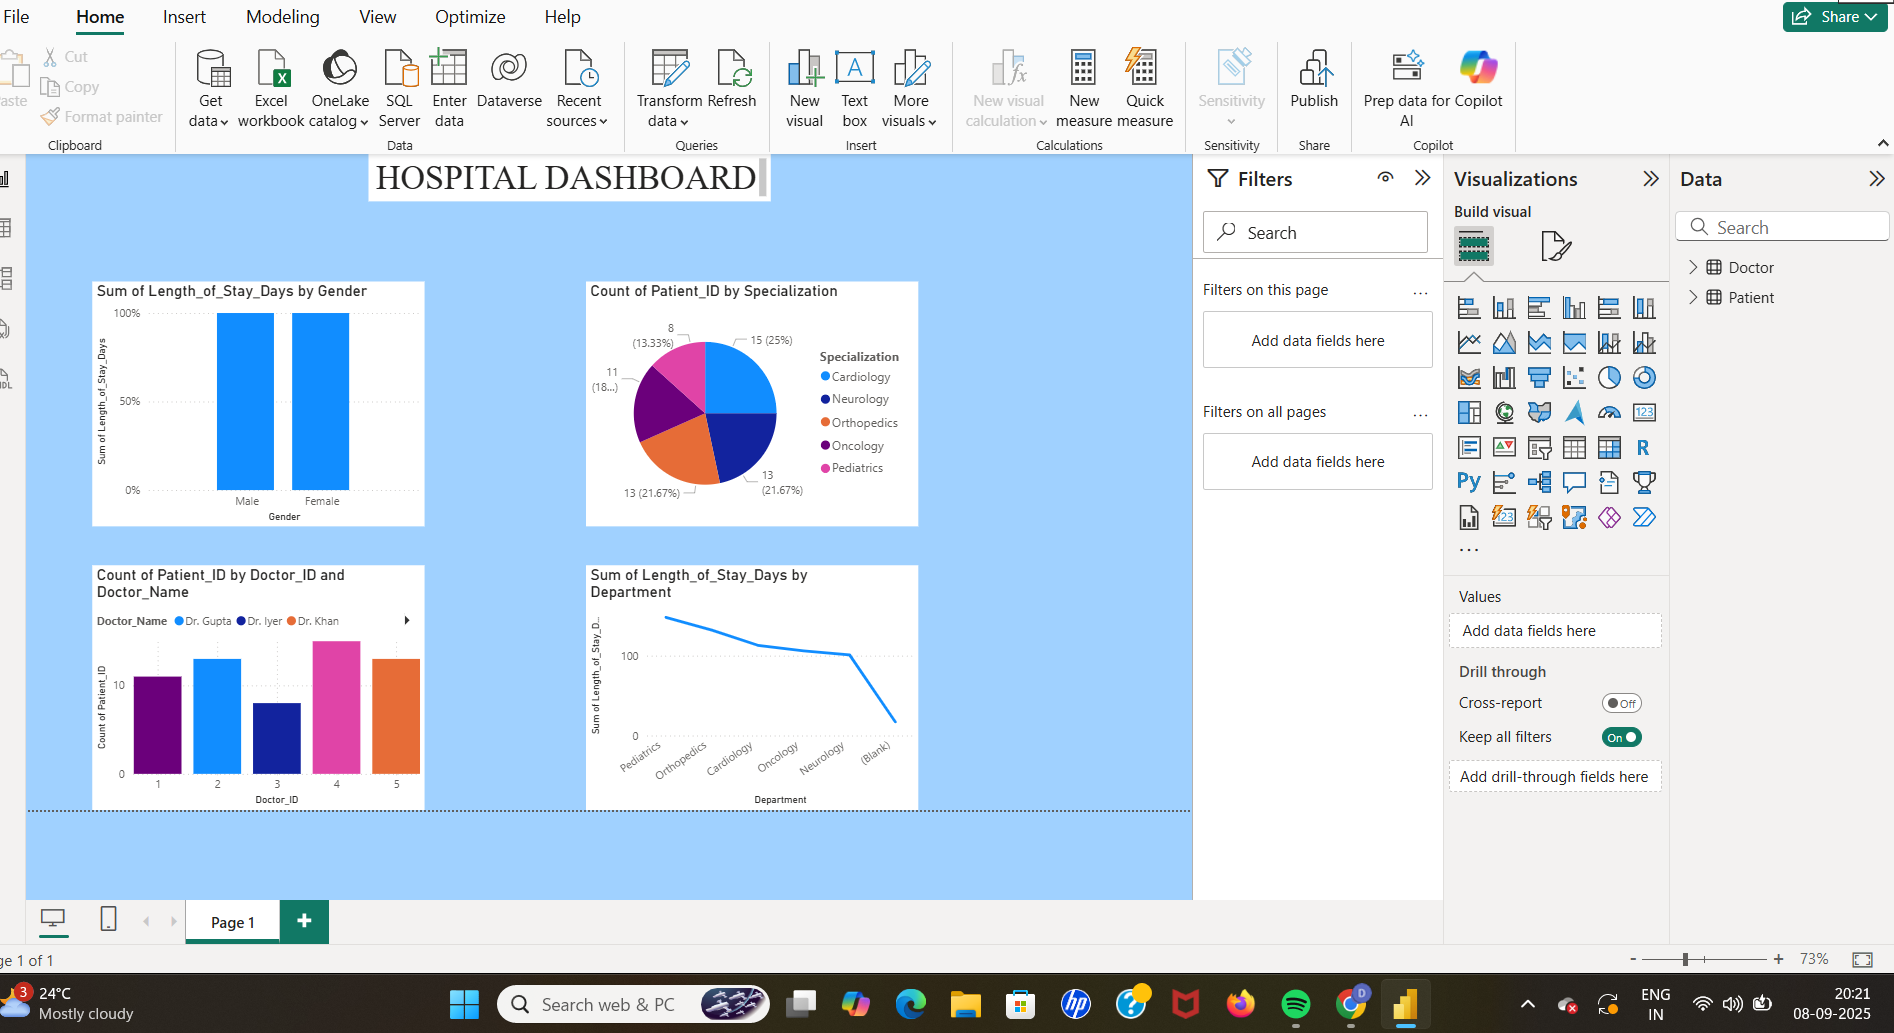 File Home Insert Modeling View Optimize Help Share
Cut
Copy
Format painter
Clipboard
Get data
Excel workbook
OneLake catalog
SQL Server
Enter data
Dataverse
Recent sources
Data
Transform data
Refresh
Queries
New visual
Text box
More visuals
Insert
New visual calculation
New measure
Quick measure
Calculations
Sensitivity
Sensitivity
Publish
Share
Prep data for AI
Copilot
Copilot
HOSPITAL DASHBOARD
Sum of Length_of_Stay_Days by Gender
Sum of Length_of_Stay_Days
100%
50%
0%
Male Female
Gender
Count of Patient_ID by Specialization
8
(13.33%)
15 (25%)
11
(18...)
13 (21.67%)
13
(21.67%)
Specialization
Cardiology
Neurology
Orthopedics
Oncology
Pediatrics
Count of Patient_ID by Doctor_ID and
Doctor_Name
Doctor_Name Dr. Gupta Dr. Iyer Dr. Khan
Count of Patient_ID
10
0
1 2 3 4 5
Doctor_ID
Sum of Length_of_Stay_Days by
Department
Sum of Length_of_Stay_D...
100
0
Pediatrics Orthopedics Cardiology Oncology Neurology (Blank)
Department
Filters
Search
Filters on this page ...
Add data fields here
Filters on all pages ...
Add data fields here
Visualizations
Build visual
123
R
Py
123
...
Values
Add data fields here
Drill through
Cross-report Off
Keep all filters On
Add drill-through fields here
Data
Search
Doctor
Patient
Page 1
ge 1 of 1
- + 73%
3
24°C
Mostly cloudy
Search web & PC
hp
D
ENG
IN
20:21
08-09-2025